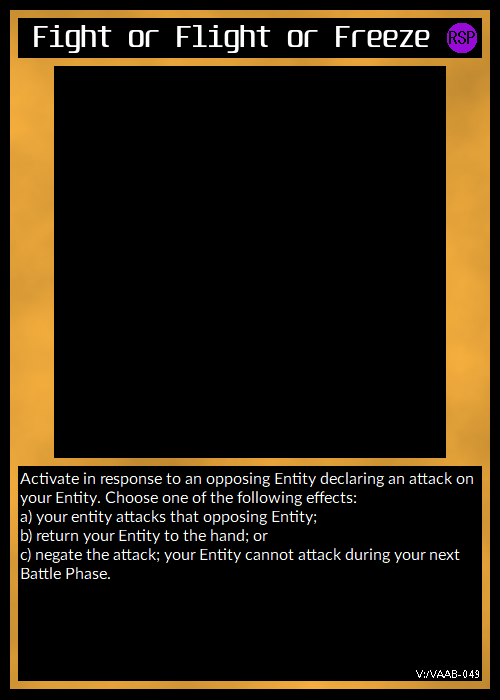 Fight or Flight or Freeze RSP
Activate in response to an opposing Entity declaring an attack on
your Entity. Choose one of the following effects:
a) your entity attacks that opposing Entity;
b) return your Entity to the hand; or
c) negate the attack; your Entity cannot attack during your next
Battle Phase.
V:/VAAB-049